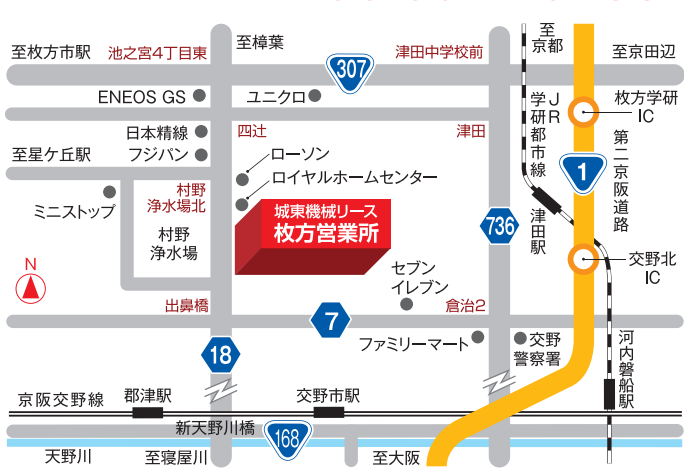 至枚方市駅
池之宮4丁目東
至樟葉
津田中学校前
至京都
至京田辺
307
ENEOS GS
ユニクロ
JR学研都市線
枚方学研
IC
日本精線
四辻
津田
第二京阪道路
至星ケ丘駅
フジパン
ローソン
1
ロイヤルホームセンター
村野
浄水場北
ミニストップ
城東機械リース
枚方営業所
736
津田駅
村野
浄水場
N
セブン
イレブン
交野北
IC
出鼻橋
倉治2
7
18
ファミリーマート
交野
警察署
河内磐船駅
京阪交野線
郡津駅
交野市駅
新天野川橋
168
天野川
至寝屋川
至大阪